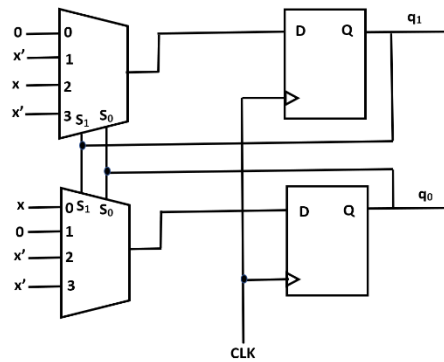 0 0 D Q q₁
x' 1
x 2
x' 3 S₁ S₀
x 0 S₁ S₀ D Q q₀
0 1
x' 2
x' 3
CLK